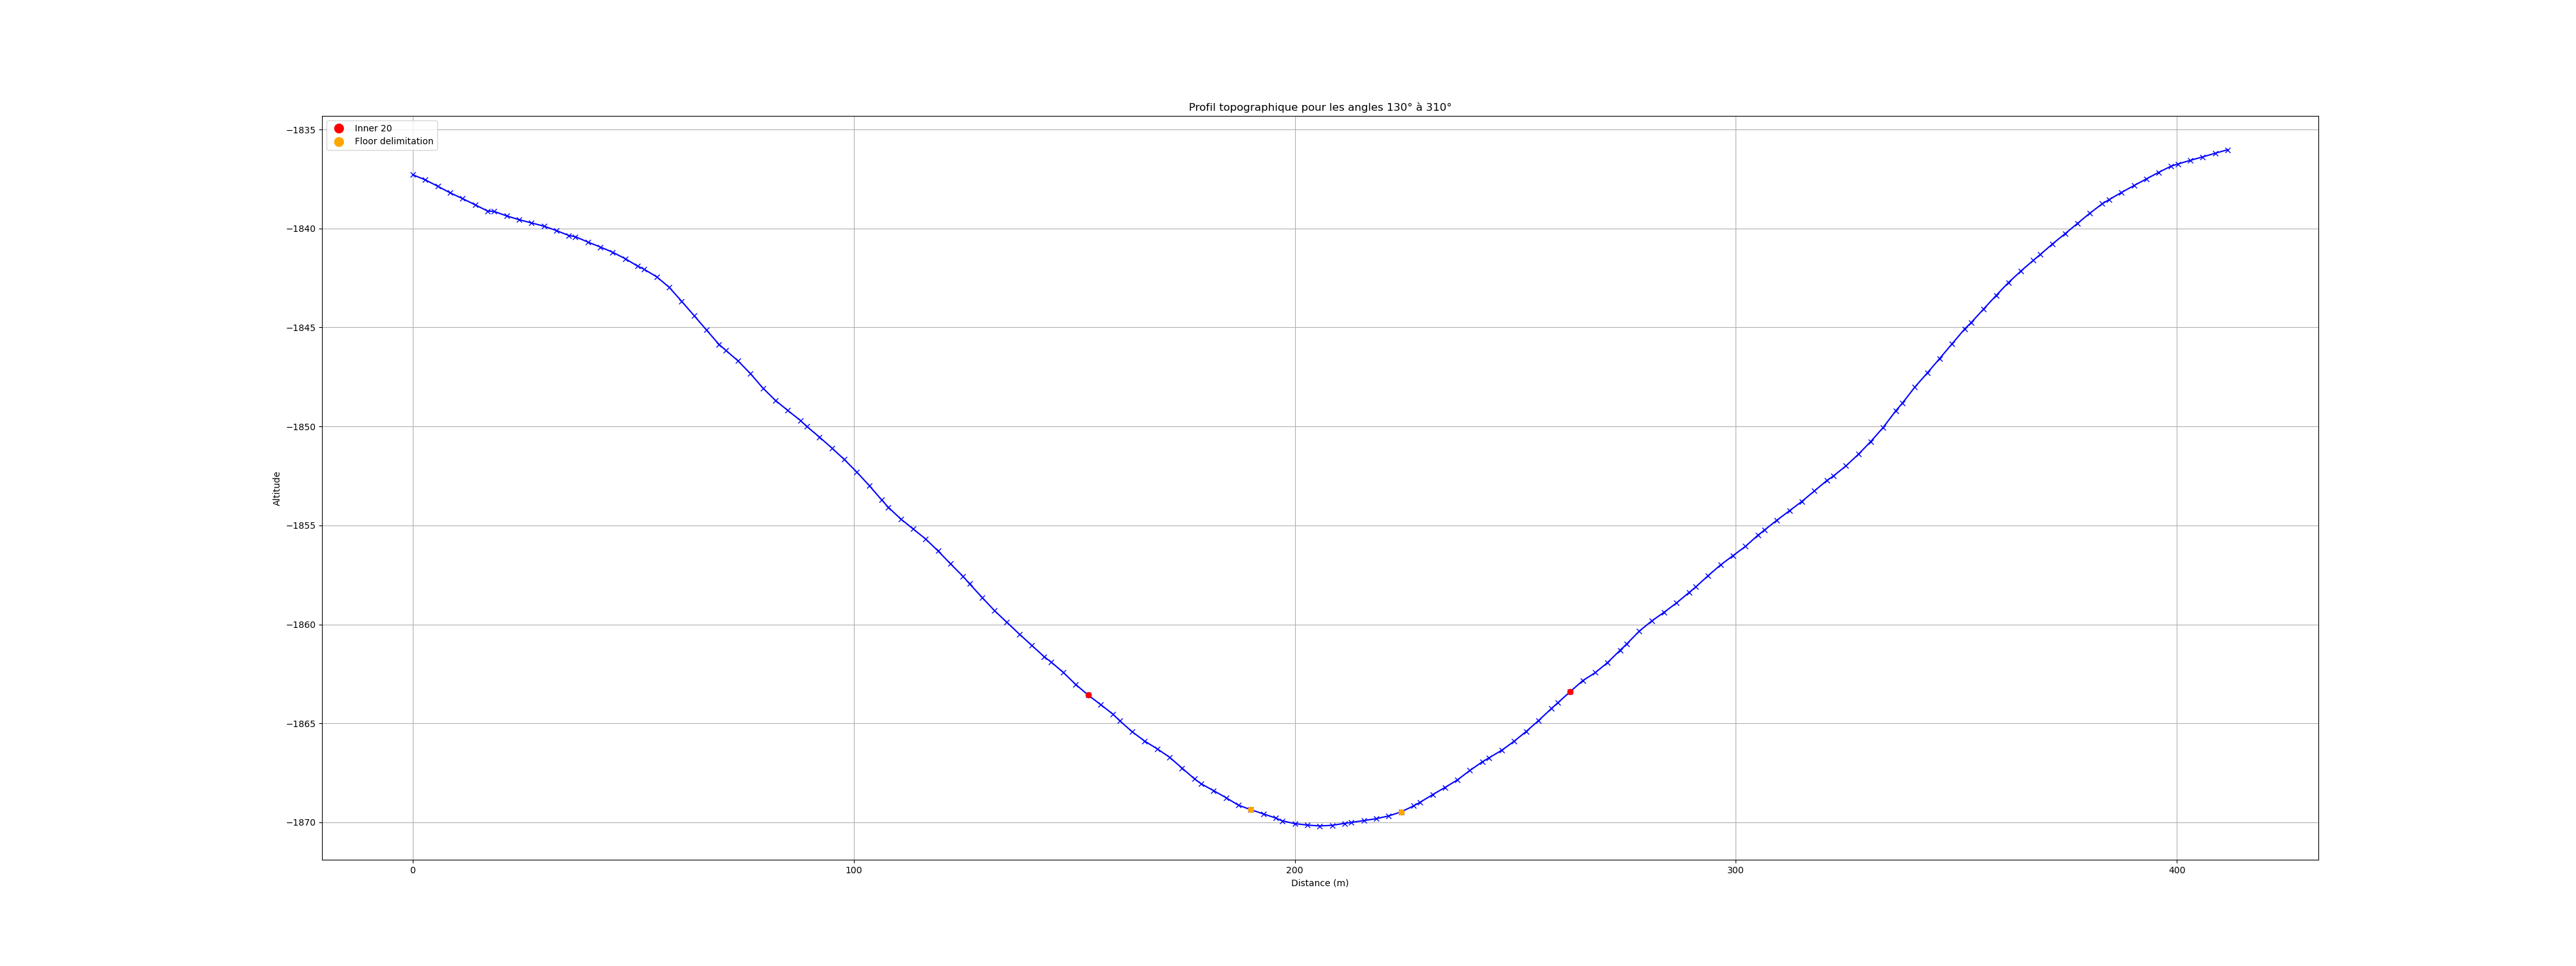 Profil topographique pour les angles 130° à 310°
Inner 20
Floor delimitation
Altitude
−1835
−1840
−1845
−1850
−1855
−1860
−1865
−1870
0
100
200
300
400
Distance (m)